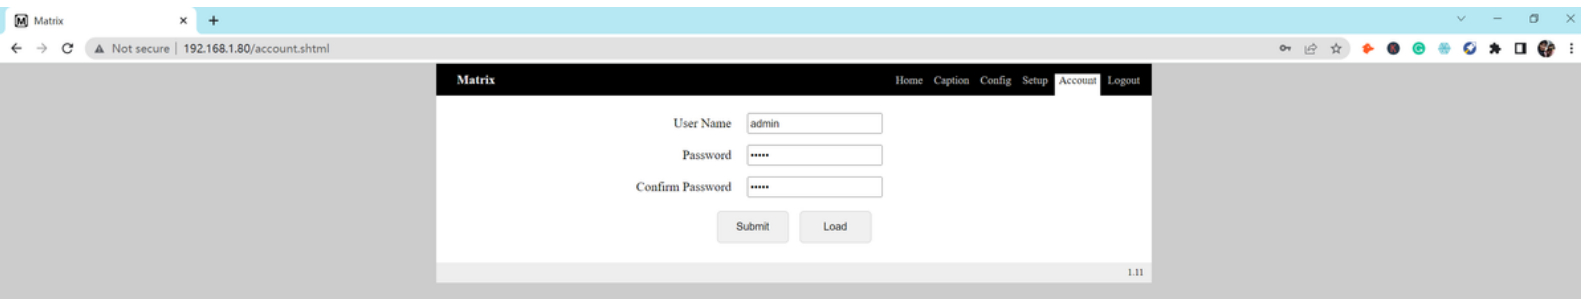 Matrix
Not secure 192.168.1.80/account.shtml
Matrix Home Caption Config Setup Account Logout
User Name admin
Password •••••
Confirm Password •••••
Submit Load
1.11